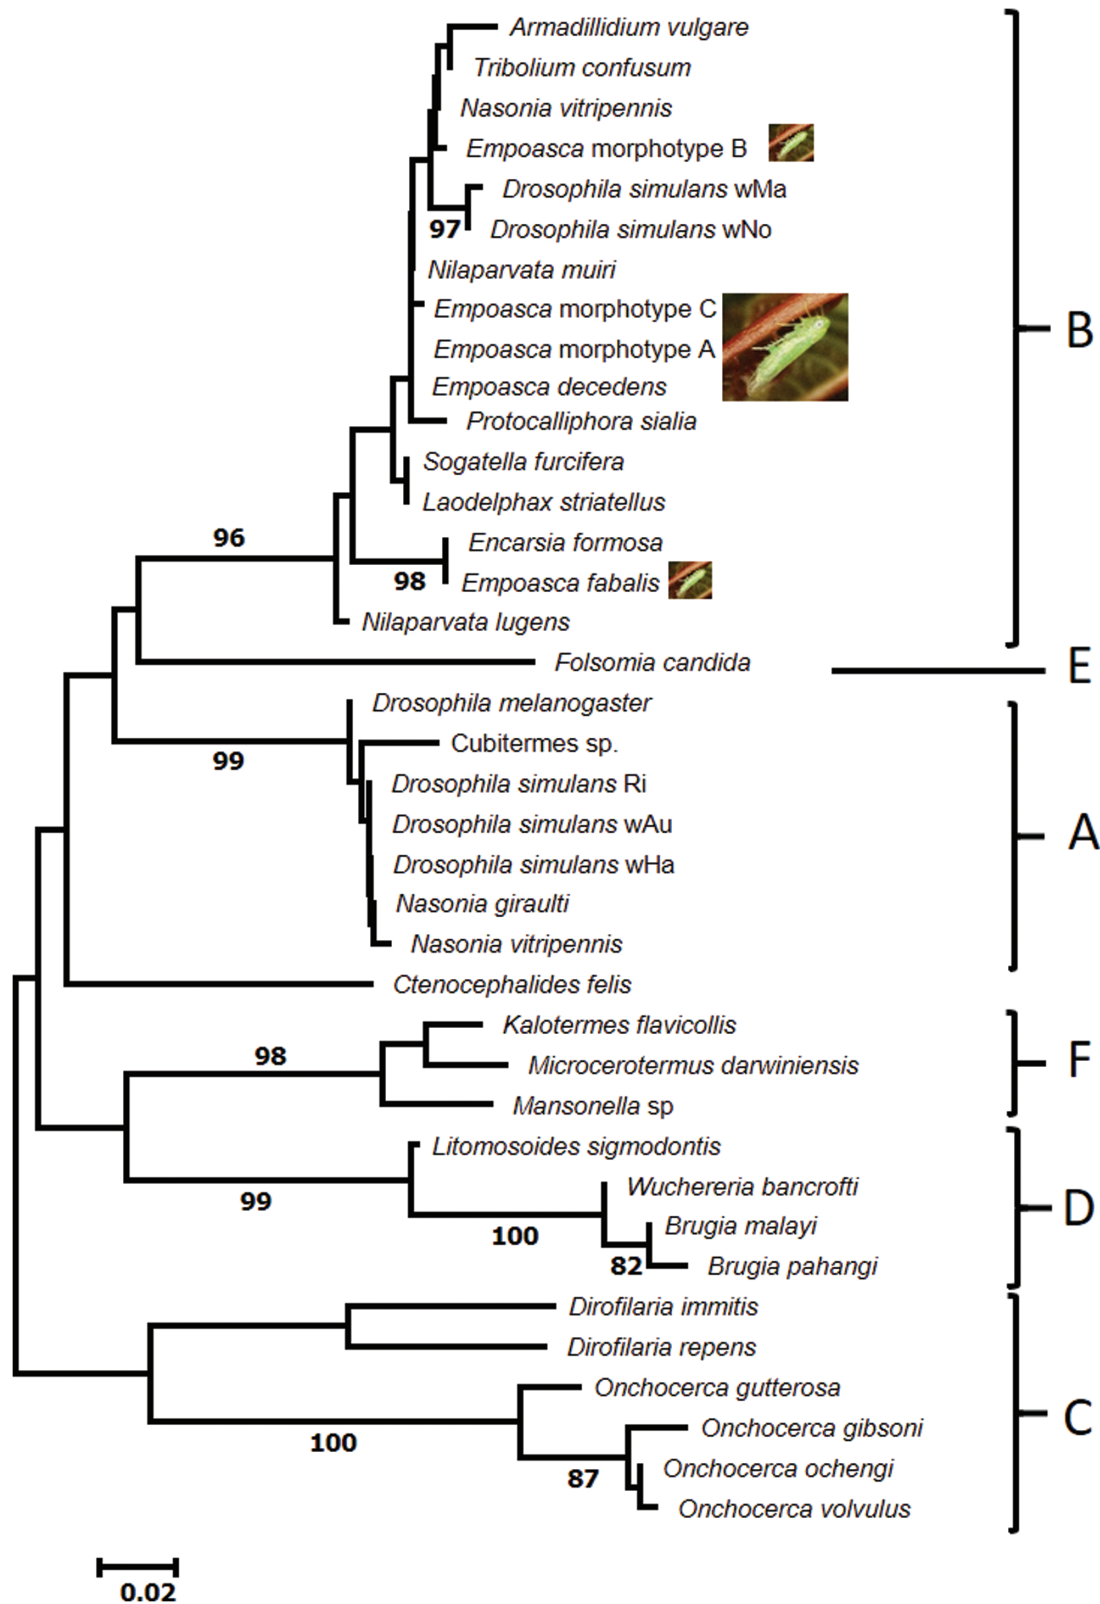 Armadillidium vulgare
Tribolium confusum
Nasonia vitripennis
Empoasca morphotype B
Drosophila simulans wMa
97
Drosophila simulans wNo
Nilaparvata muiri
Empoasca morphotype C
B
Empoasca morphotype A
Empoasca decedens
Protocalliphora sialia
Sogatella furcifera
Laodelphax striatellus
96
Encarsia formosa
98
Empoasca fabalis
Nilaparvata lugens
Folsomia candida
E
Drosophila melanogaster
Cubitermes sp.
99
Drosophila simulans Ri
Drosophila simulans wAu
A
Drosophila simulans wHa
Nasonia giraulti
Nasonia vitripennis
Ctenocephalides felis
Kalotermes flavicollis
98
F
Microcerotermus darwiniensis
Mansonella sp
Litomosoides sigmodontis
Wuchereria bancrofti
99
D
Brugia malayi
100
82
Brugia pahangi
Dirofilaria immitis
Dirofilaria repens
Onchocerca gutterosa
C
Onchocerca gibsoni
100
Onchocerca ochengi
87
Onchocerca volvulus
0.02